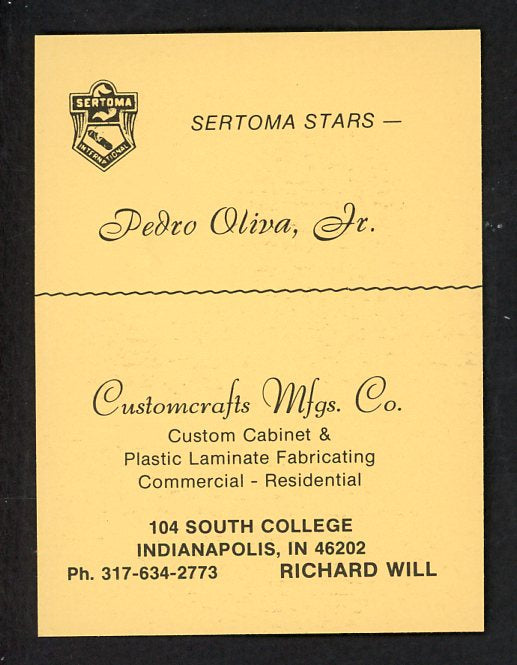 SERTOMA
INTERNATIONAL
SERTOMA STARS —
Pedro Oliva, Jr.
Customcrafts Mfgs. Co.
Custom Cabinet &
Plastic Laminate Fabricating
Commercial - Residential
104 SOUTH COLLEGE
INDIANAPOLIS, IN 46202
Ph. 317-634-2773 RICHARD WILL